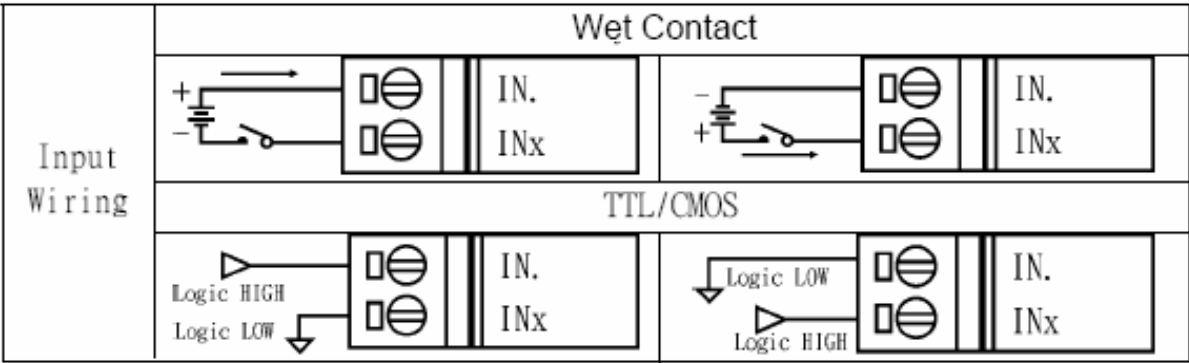 Wet Contact
+ IN.
- INx
- IN.
+ INx
Input
Wiring
TTL/CMOS
IN.
Logic HIGH
Logic LOW INx
Logic LOW IN.
Logic HIGH INx